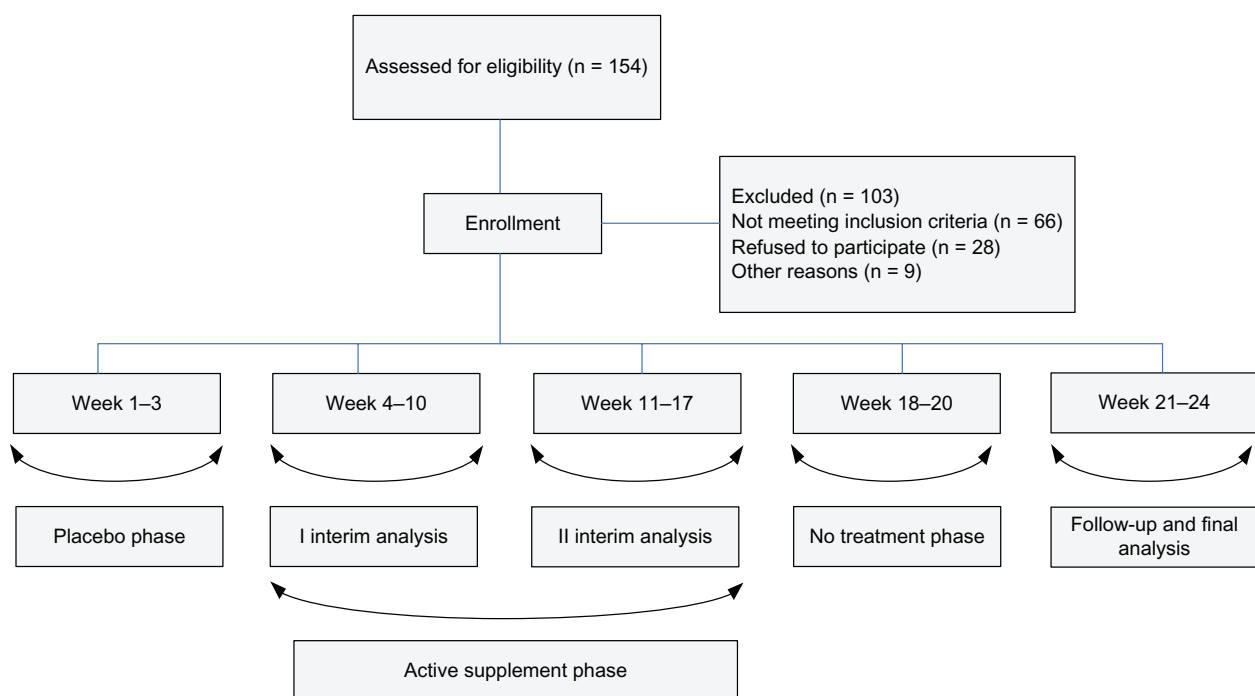 Assessed for eligibility (n = 154)
Enrollment
Excluded (n = 103)
Not meeting inclusion criteria (n = 66)
Refused to participate (n = 28)
Other reasons (n = 9)
Week 1–3
Week 4–10
Week 11–17
Week 18–20
Week 21–24
Placebo phase
I interim analysis
II interim analysis
No treatment phase
Follow-up and final
analysis
Active supplement phase